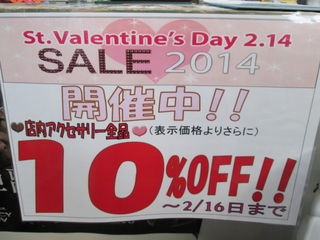 St.Valentine's Day 2.14
SALE 2014
開催中!!
店内アクセサリー全品
(表示価格よりさらに)
10%OFF!!
～2/16日まで